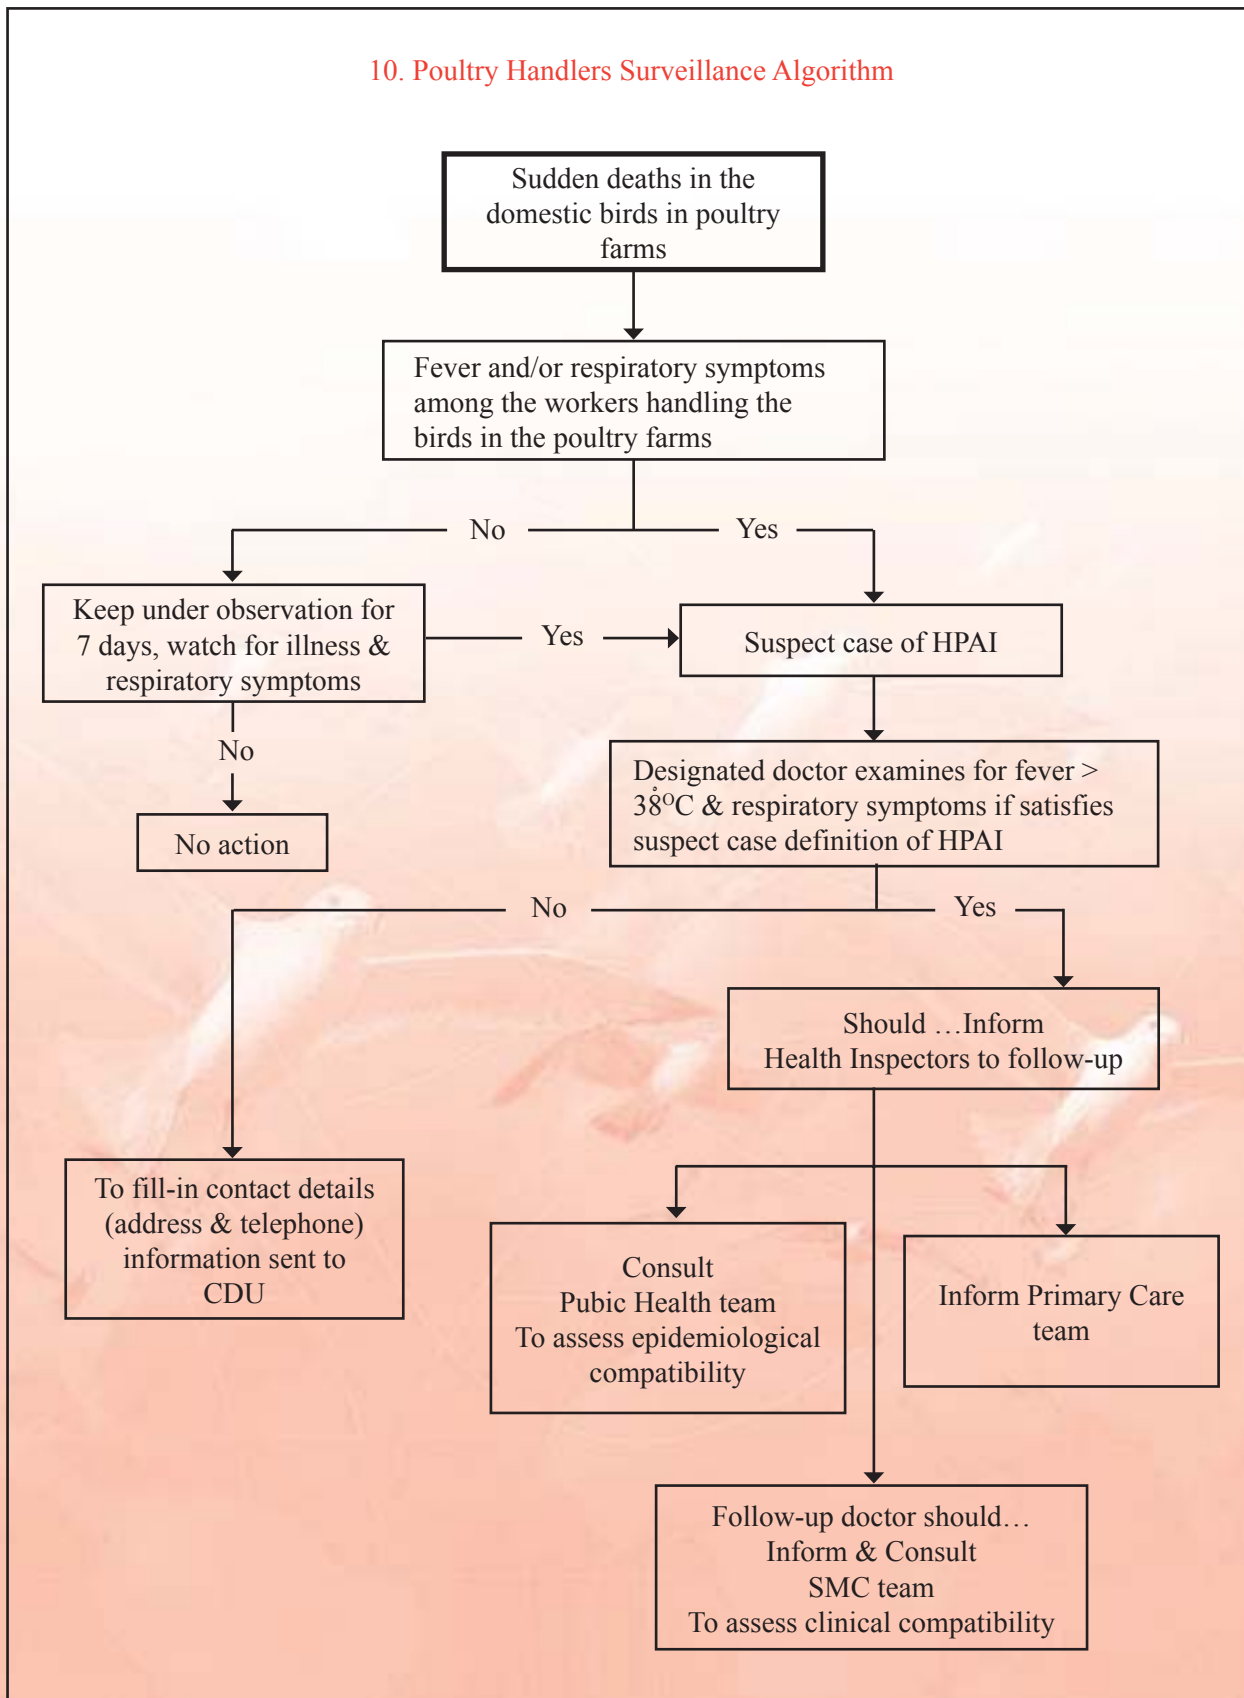 10. Poultry Handlers Surveillance Algorithm
Sudden deaths in the
domestic birds in poultry
farms
Fever and/or respiratory symptoms
among the workers handling the
birds in the poultry farms
No
Yes
Keep under observation for
7 days, watch for illness &
respiratory symptoms
Yes
Suspect case of HPAI
No
No action
Designated doctor examines for fever >
38°C & respiratory symptoms if satisfies
suspect case definition of HPAI
No
Yes
Should …Inform
Health Inspectors to follow-up
To fill-in contact details
(address & telephone)
information sent to
CDU
Consult
Pubic Health team
To assess epidemiological
compatibility
Inform Primary Care
team
Follow-up doctor should…
Inform & Consult
SMC team
To assess clinical compatibility